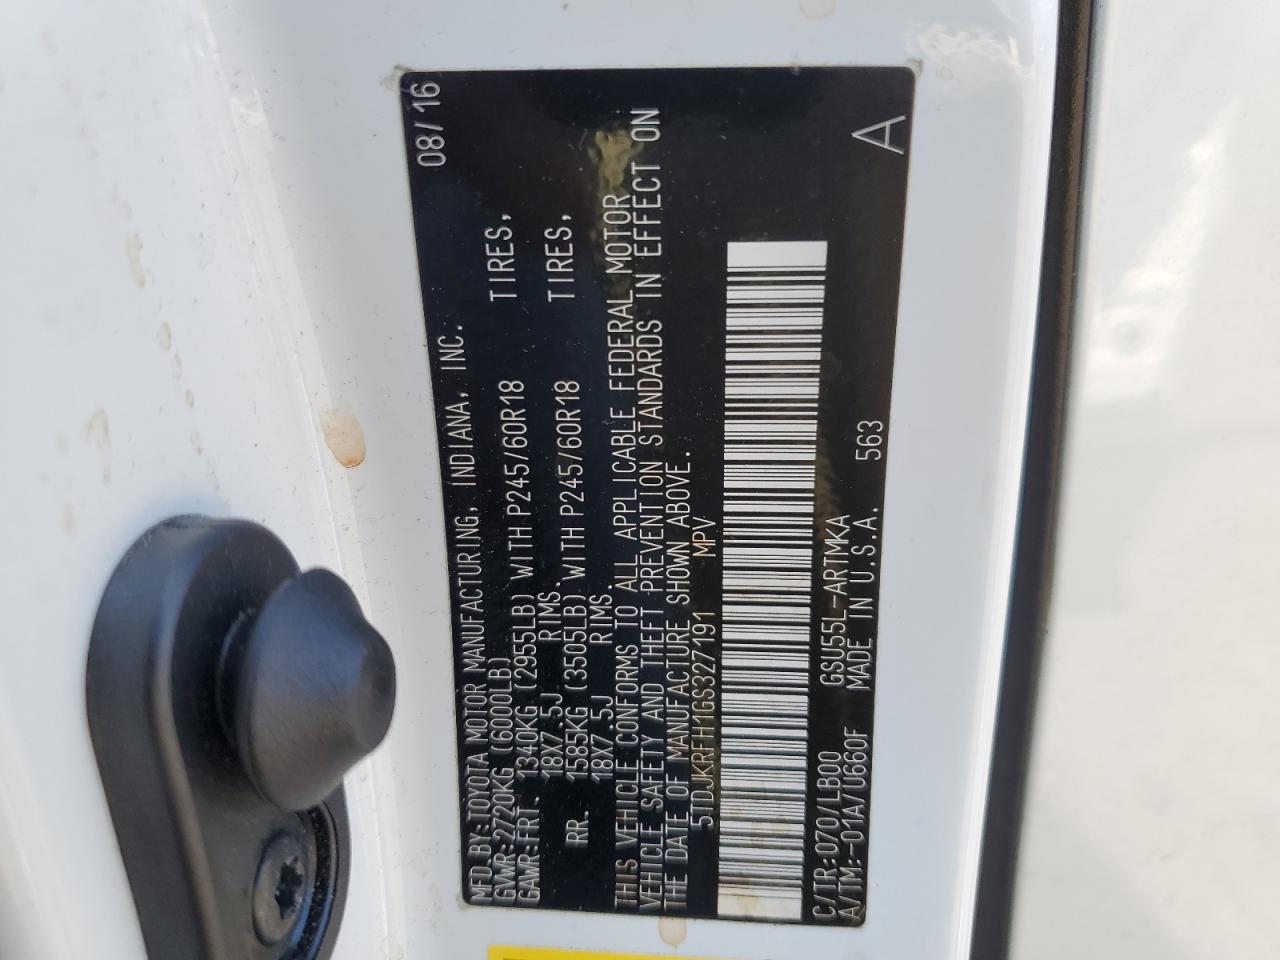 MFD.BY:TOYOTA MOTOR MANUFACTURING, INDIANA, INC. 08/16
GVWR:2720KG (6000LB)
GAWR:FRT. 1340KG (2955LB) WITH P245/60R18 TIRES,
18X7.5J RIMS.
RR. 1585KG (3505LB) WITH P245/60R18 TIRES,
18X7.5J RIMS.
THIS VEHICLE CONFORMS TO ALL APPLICABLE FEDERAL MOTOR
VEHICLE SAFETY AND THEFT PREVENTION STANDARDS IN EFFECT ON
THE DATE OF MANUFACTURE SHOWN ABOVE.
5TDJKRFH1GS327191 MPV
C/TR:070/LB00 GSU55L-ARTMKA
A/TM:-01A/U660F MADE IN U.S.A. 563 A